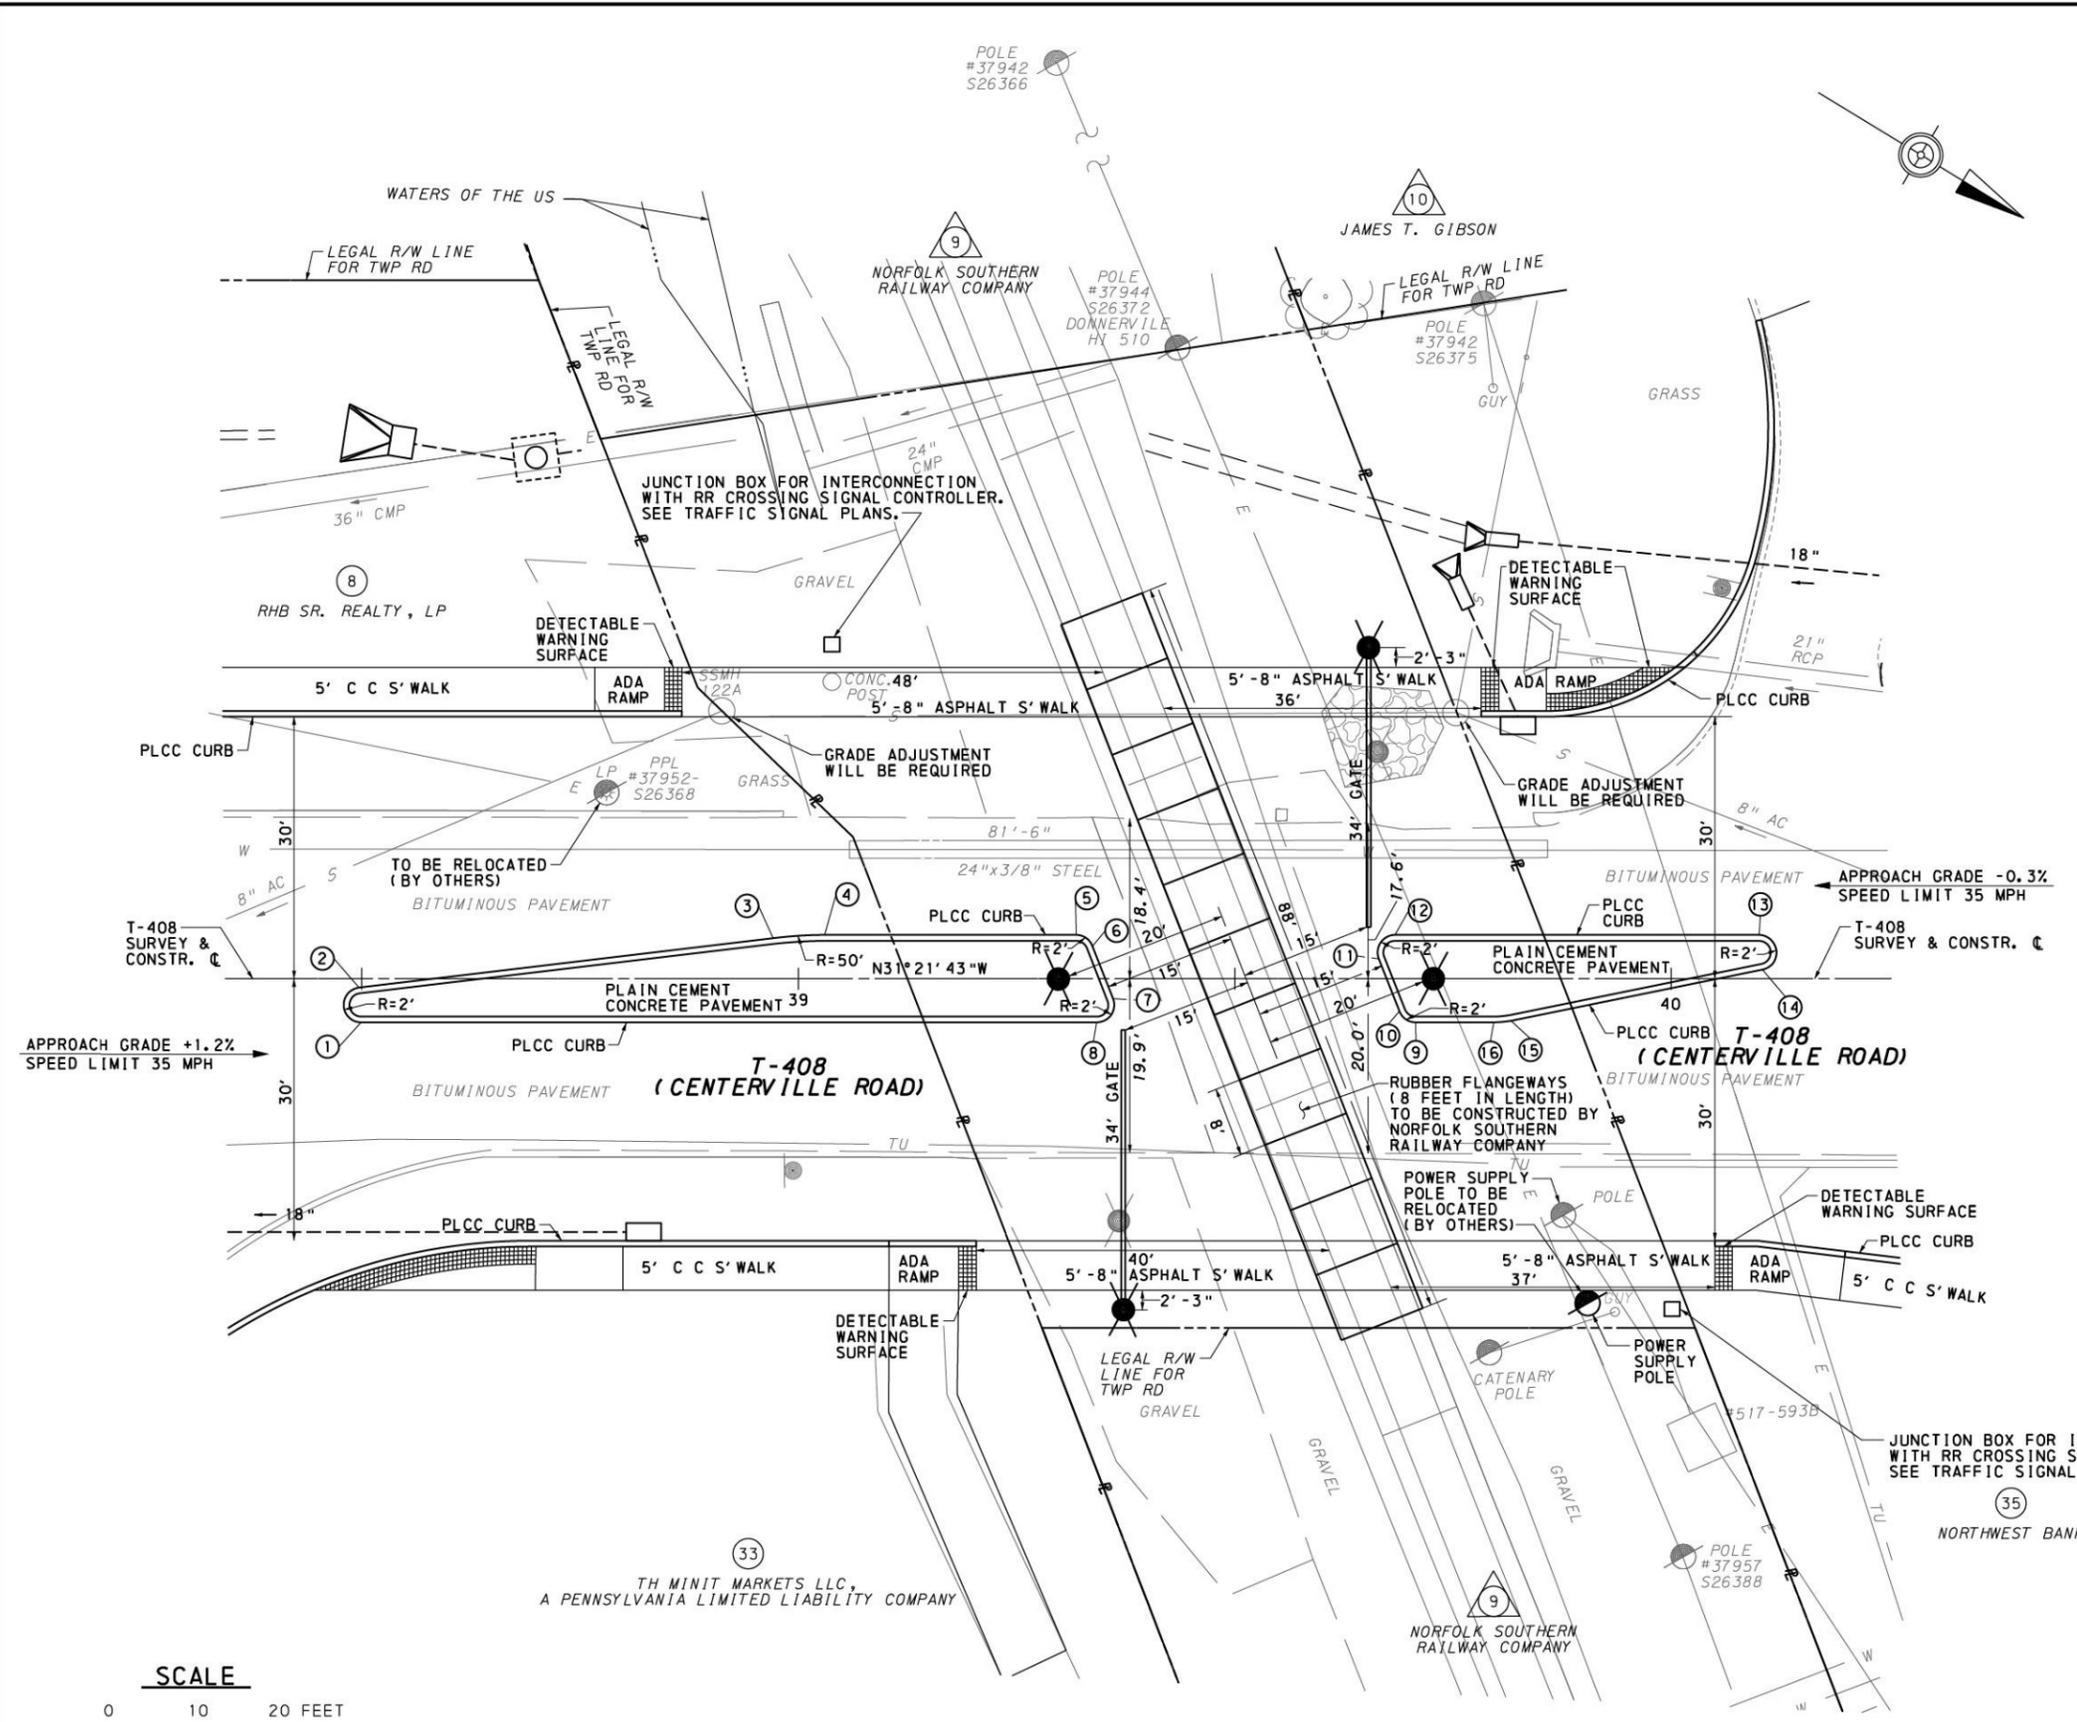 POLE
#37942
S26366
WATERS OF THE US
10
JAMES T. GIBSON
9
NORFOLK SOUTHERN
RAILWAY COMPANY
LEGAL R/W LINE
FOR TWP RD
LEGAL R/W LINE
FOR TWP RD
POLE
#37944
S26372
DONNERVILE
HI 510
POLE
#37942
S26375
LEGAL R/W
LINE FOR
TWP RD
GUY
GRASS
E
24"
CMP
36" CMP
JUNCTION BOX FOR INTERCONNECTION
WITH RR CROSSING SIGNAL CONTROLLER.
SEE TRAFFIC SIGNAL PLANS.
E
18"
8
RHB SR. REALTY, LP
GRAVEL
DETECTABLE
WARNING
SURFACE
DETECTABLE
WARNING
SURFACE
S
21"
RCP
E
5' C C S'WALK
ADA
RAMP
SSMH
122A
CONC.
POST
48'
5'-8" ASPHALT S'WALK
S
2'-3"
5'-8" ASPHALT S'WALK
36'
ADA RAMP
PLCC CURB
PLCC CURB
GRADE ADJUSTMENT
WILL BE REQUIRED
GRADE ADJUSTMENT
WILL BE REQUIRED
S
E
LP
PPL
#37952-
S26368
GRASS
34' GATE
8" AC
30'
W
TO BE RELOCATED
(BY OTHERS)
81'-6"
24"x3/8" STEEL
30'
8" AC
S
BITUMINOUS PAVEMENT
BITUMINOUS PAVEMENT
APPROACH GRADE -0.3%
SPEED LIMIT 35 MPH
T-408
SURVEY &
CONSTR. ℄
3
4
PLCC CURB
5
6
18.4'
20'
88'
15'
17.6'
12
PLCC
CURB
13
T-408
SURVEY & CONSTR. ℄
2
R=50'
N31°21'43"W
R=2'
15'
15'
11
R=2'
PLAIN CEMENT
CONCRETE PAVEMENT
R=2'
R=2'
PLAIN CEMENT
CONCRETE PAVEMENT
39
R=2'
7
15'
20'
R=2'
40
14
1
PLCC CURB
8
19.9'
20.0'
10
9
16
15
PLCC CURB
APPROACH GRADE +1.2%
SPEED LIMIT 35 MPH
T-408
(CENTERVILLE ROAD)
T-408
(CENTERVILLE ROAD)
30'
BITUMINOUS PAVEMENT
34' GATE
8'
RUBBER FLANGEWAYS
(8 FEET IN LENGTH)
TO BE CONSTRUCTED BY
NORFOLK SOUTHERN
RAILWAY COMPANY
BITUMINOUS PAVEMENT
30'
TU
TU
18"
PLCC CURB
POWER SUPPLY
POLE TO BE
RELOCATED
(BY OTHERS)
E
POLE
DETECTABLE
WARNING SURFACE
PLCC CURB
5' C C S'WALK
ADA
RAMP
40'
5'-8" ASPHALT S'WALK
2'-3"
5'-8" ASPHALT S'WALK
37'
ADA
RAMP
5' C C S'WALK
GUY
DETECTABLE
WARNING
SURFACE
LEGAL R/W
LINE FOR
TWP RD
POWER
SUPPLY
POLE
CATENARY
POLE
E
GRAVEL
#517-593B
GRAVEL
GRAVEL
JUNCTION BOX FOR I
WITH RR CROSSING S
SEE TRAFFIC SIGNAL
35
NORTHWEST BAN
TU
E
33
TH MINIT MARKETS LLC,
A PENNSYLVANIA LIMITED LIABILITY COMPANY
POLE
#37957
S26388
9
NORFOLK SOUTHERN
RAILWAY COMPANY
W
W
SCALE
0 10 20 FEET